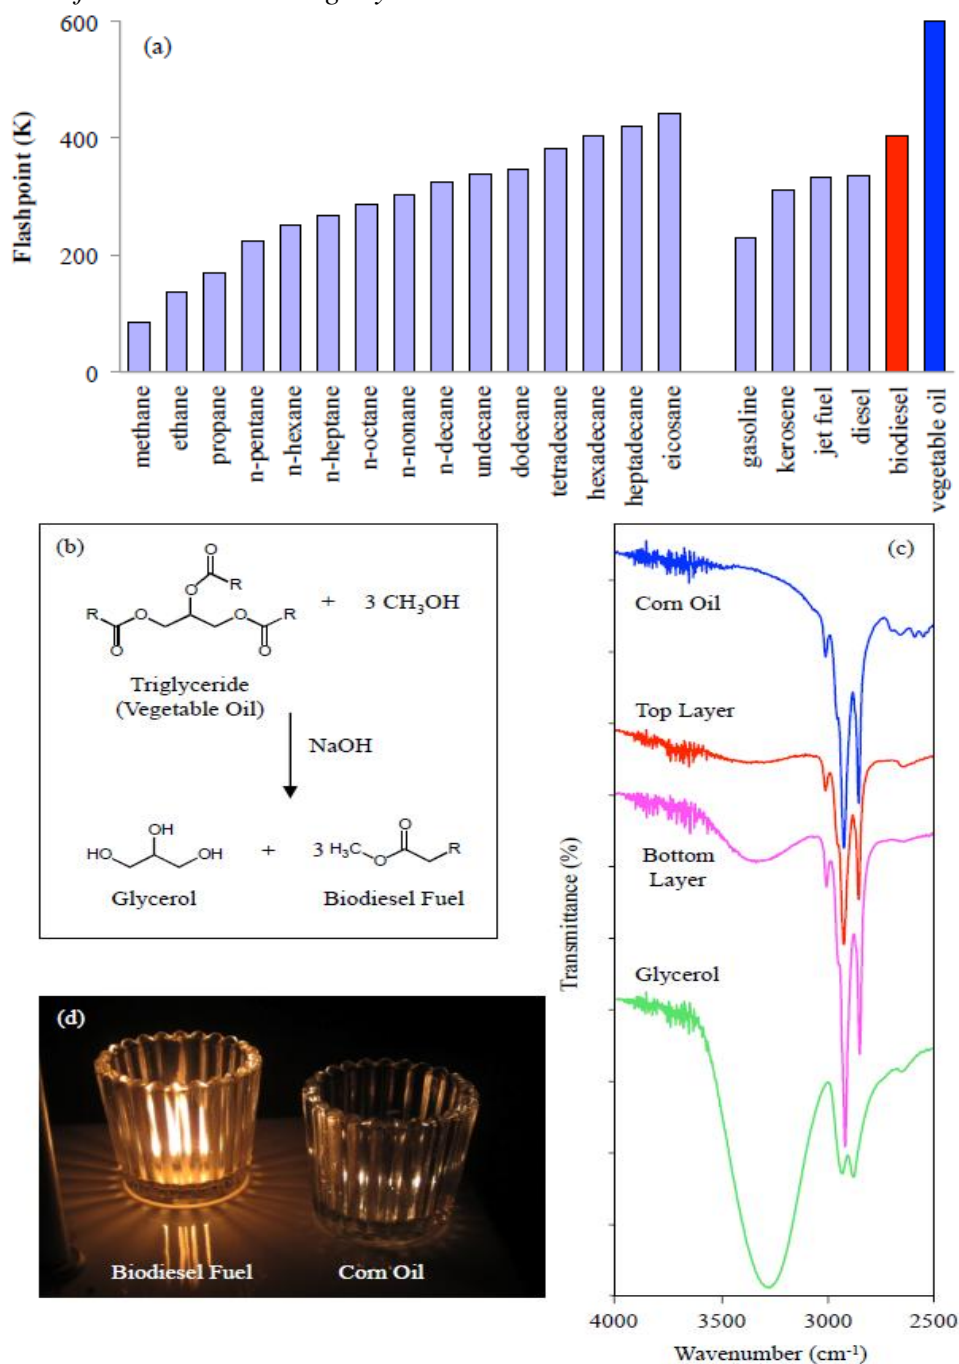 600
(a)
Flashpoint (K)
400
200
0
methane
ethane
propane
n-pentane
n-hexane
n-heptane
n-octane
n-nonane
n-decane
undecane
dodecane
tetradecane
hexadecane
heptadecane
eicosane
gasoline
kerosene
jet fuel
diesel
biodiesel
vegetable oil
(b)
O
O
R
R
O
O
R
O
O
+ 3 CH₃OH
Triglyceride
(Vegetable Oil)
NaOH
OH
HO
OH
Glycerol
+
3 H₃C
O
O
R
Biodiesel Fuel
(c)
Corn Oil
Top Layer
Bottom
Layer
Glycerol
Transmittance (%)
4000 3500 3000 2500
Wavenumber (cm⁻¹)
(d)
Biodiesel Fuel
Corn Oil